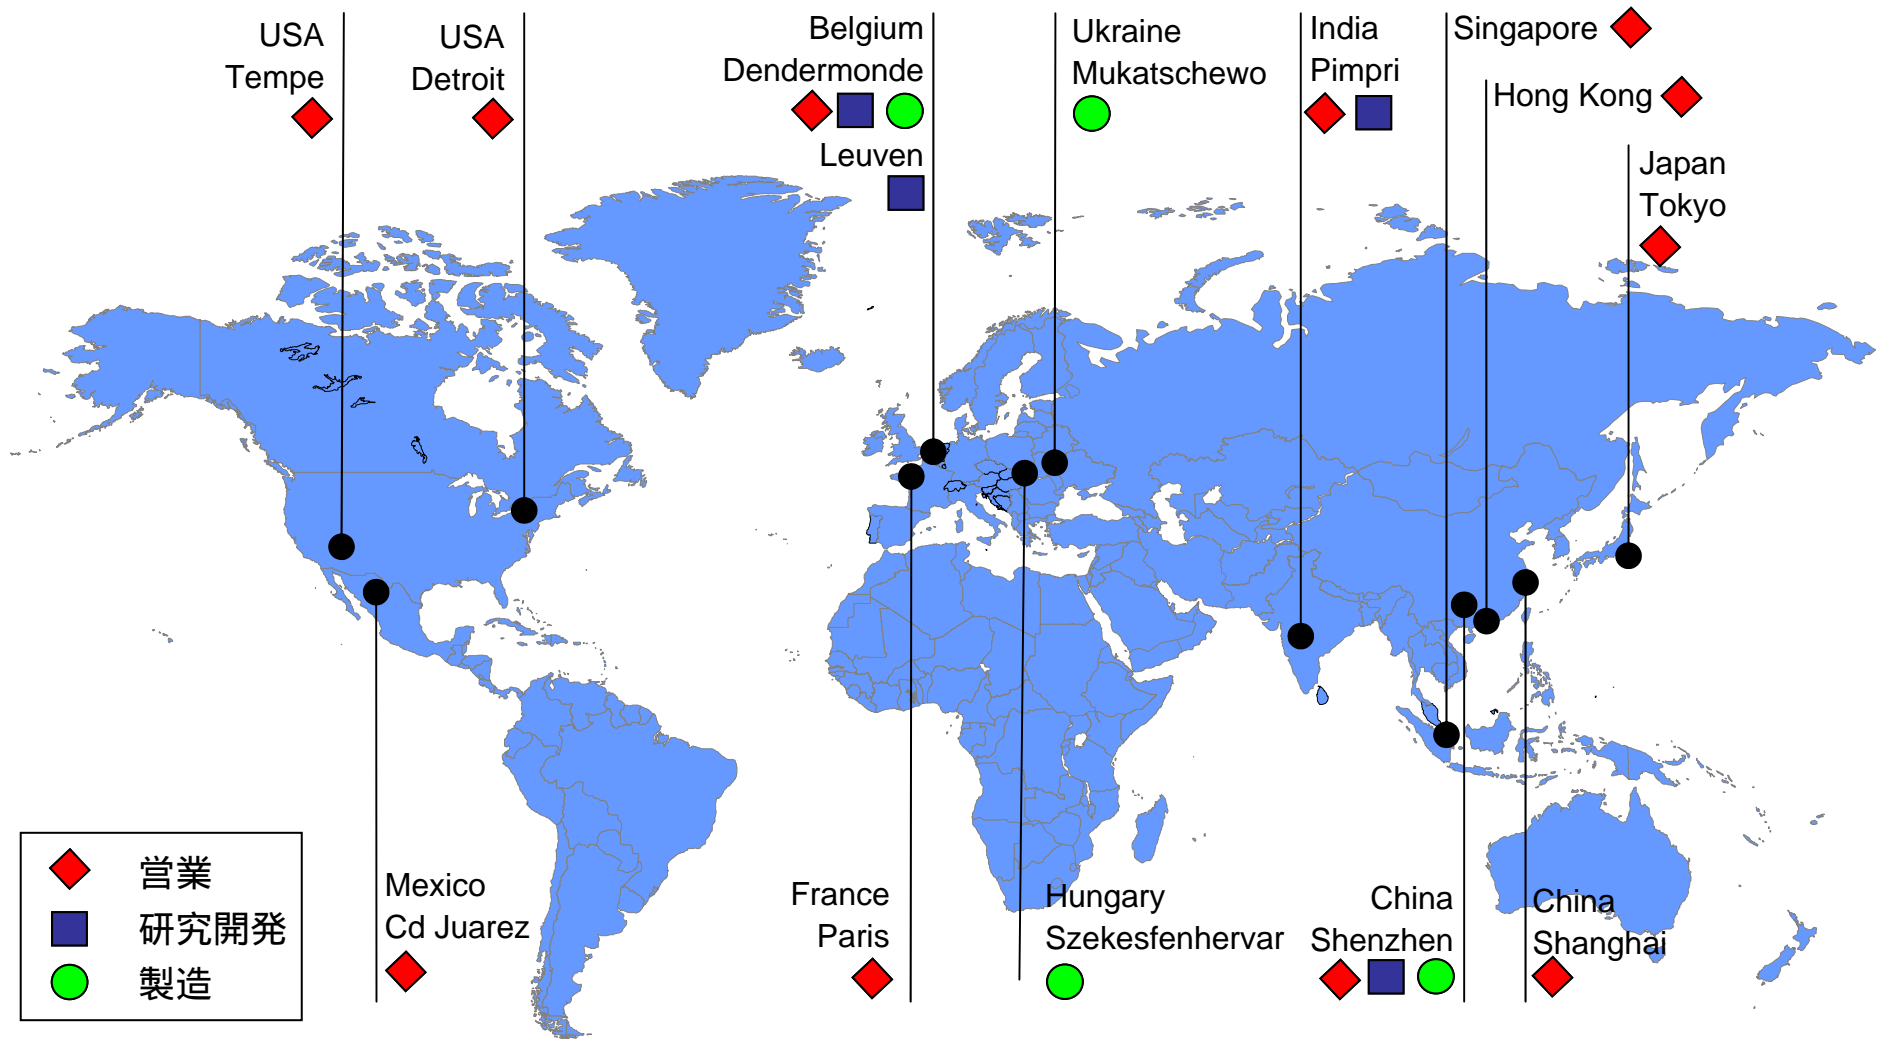 USA
Tempe
USA
Detroit
Belgium
Dendermonde
Leuven
Ukraine
Mukatschewo
India
Pimpri
Singapore
Hong Kong
Japan
Tokyo
営業
研究開発
製造
Mexico
Cd Juarez
France
Paris
Hungary
Szekesfenhervar
China
Shenzhen
China
Shanghai